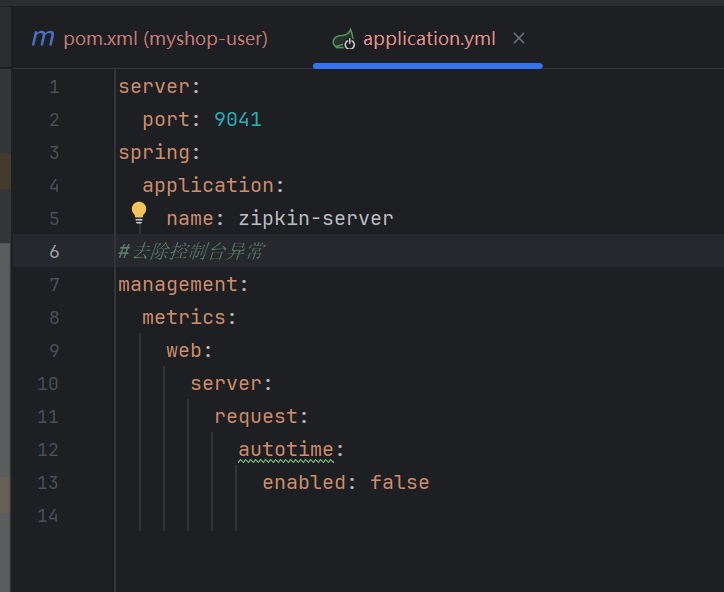 m pom.xml (myshop-user) application.yml ×
1 server:
2   port: 9041
3 spring:
4   application:
5     name: zipkin-server
6 #去除控制台异常
7 management:
8   metrics:
9     web:
10       server:
11         request:
12           autotime:
13             enabled: false
14